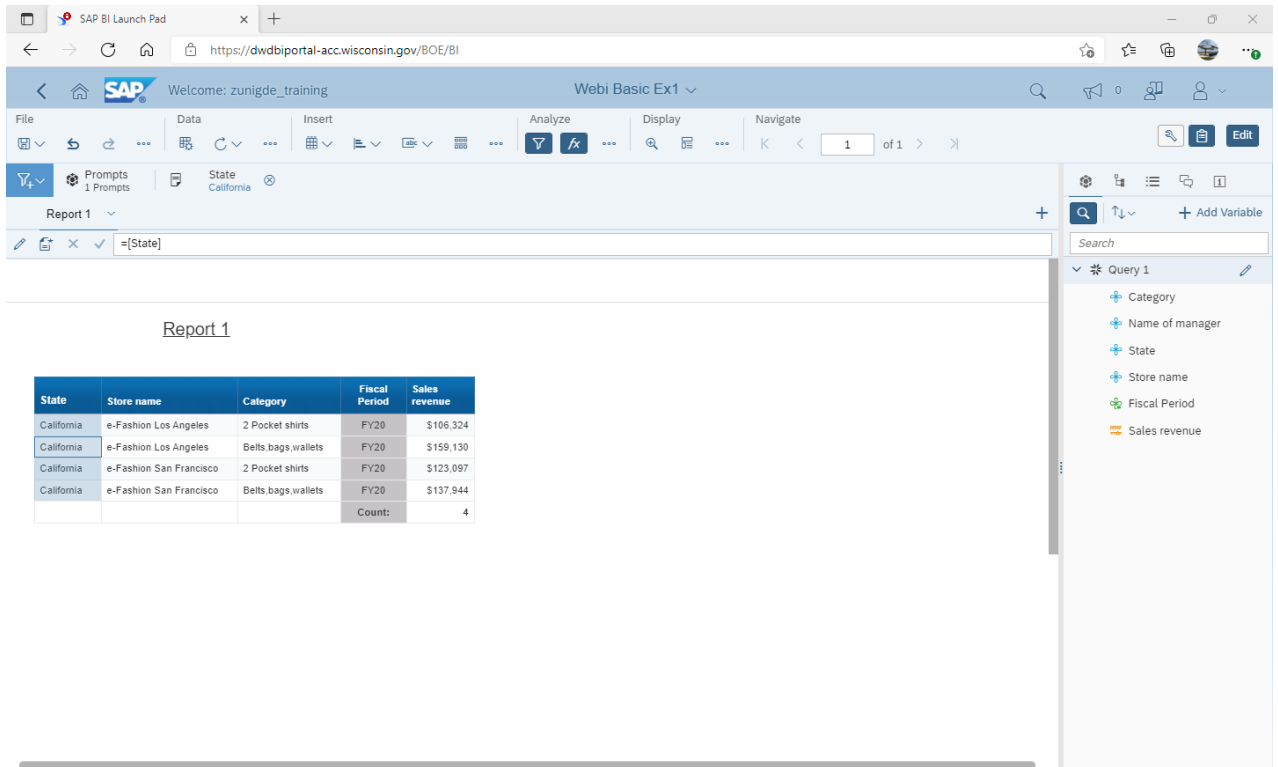 SAP BI Launch Pad
https://dwdbiportal-acc.wisconsin.gov/BOE/BI
SAP Welcome: zunigde_training Webi Basic Ex1 0
File Data Insert Analyze Display Navigate
abc fx 1 of 1 Edit
Prompts State
1 Prompts California
Report 1 Add Variable
=[State] Search
Query 1
Category
Report 1 Name of manager
State
Store name
Fiscal Period
Sales revenue
State Store name Category Fiscal Period Sales revenue
California e-Fashion Los Angeles 2 Pocket shirts FY20 $106,324
California e-Fashion Los Angeles Belts,bags,wallets FY20 $159,130
California e-Fashion San Francisco 2 Pocket shirts FY20 $123,097
California e-Fashion San Francisco Belts,bags,wallets FY20 $137,944
Count: 4